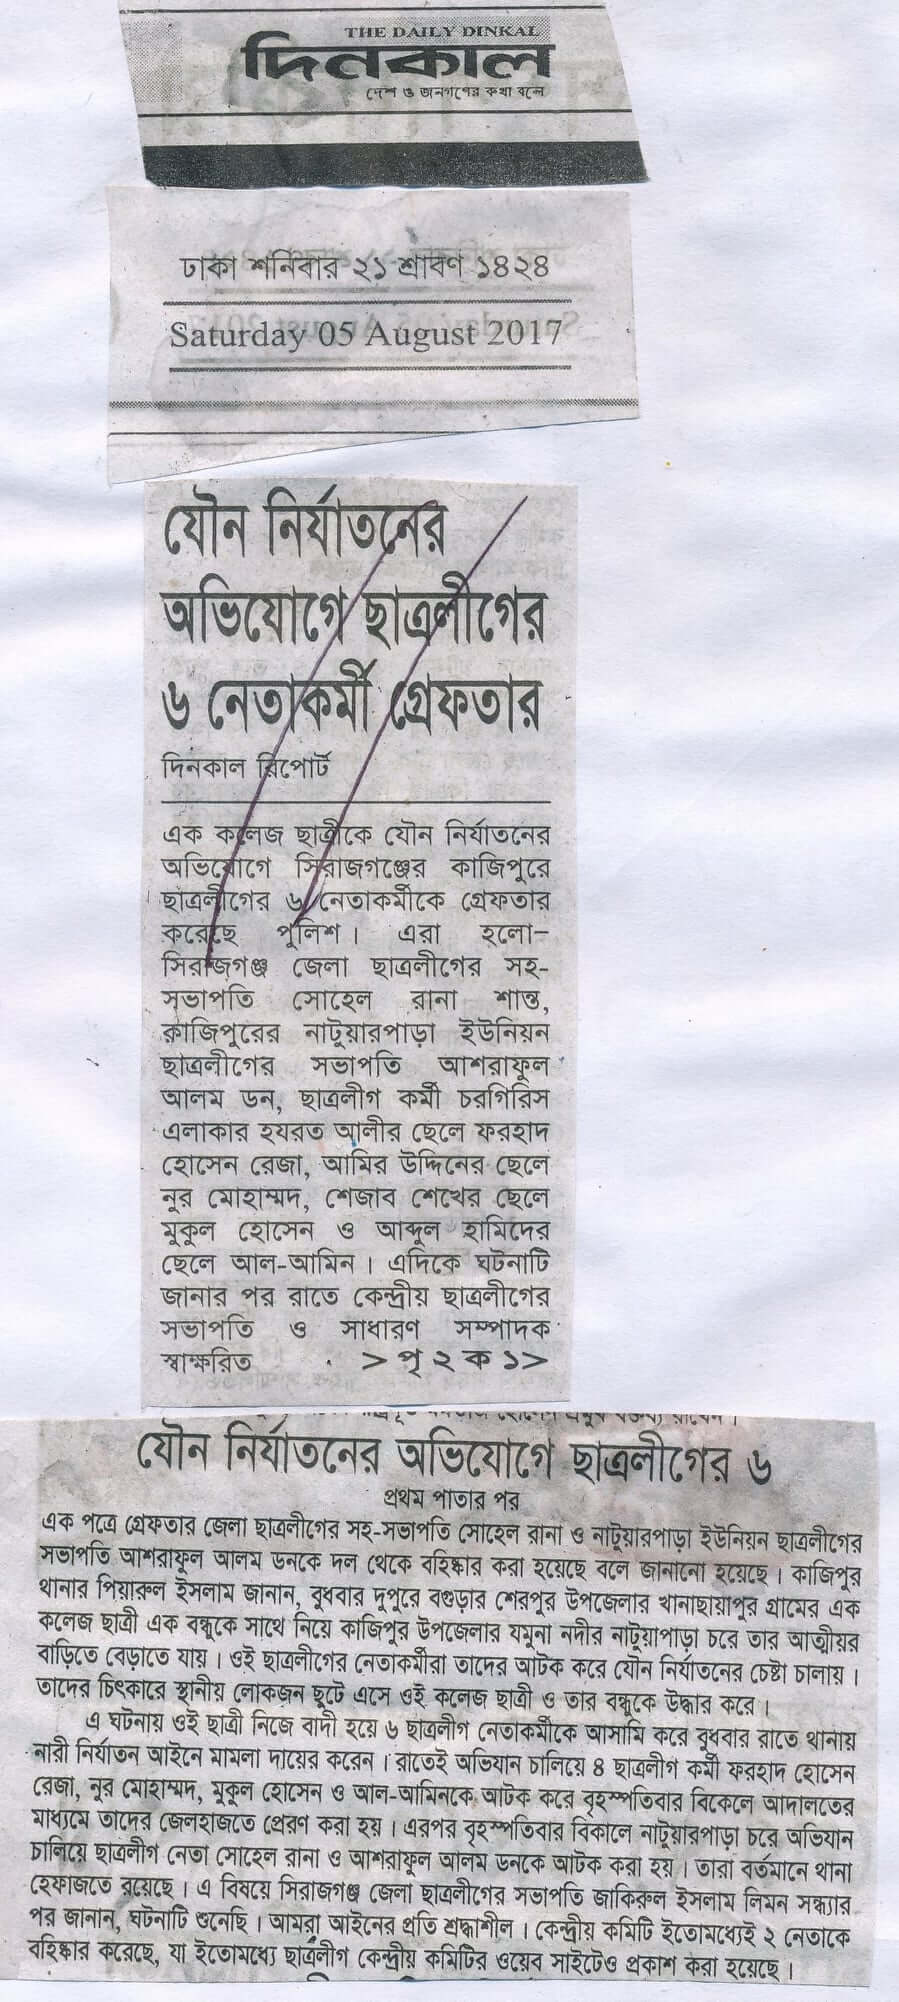 THE DAILY DINKAL
দিনকাল
দেশ ও জনগণের কথা বলে
ঢাকা শনিবার ২১ শ্রাবণ ১৪২৪
Saturday 05 August 2017
যৌন নির্যাতনের
অভিযোগে ছাত্রলীগের
৬ নেতাকর্মী গ্রেফতার
দিনকাল রিপোর্ট
এক কলেজ ছাত্রীকে যৌন নির্যাতনের
অভিযোগে সিরাজগঞ্জের কাজিপুরে
ছাত্রলীগের ৬ নেতাকর্মীকে গ্রেফতার
করেছে পুলিশ। এরা হলো–
সিরাজগঞ্জ জেলা ছাত্রলীগের সহ-
সভাপতি সোহেল রানা শান্ত,
কাজিপুরের নাটুয়ারপাড়া ইউনিয়ন
ছাত্রলীগের সভাপতি আশরাফুল
আলম ডন, ছাত্রলীগ কর্মী চরগিরিস
এলাকার হযরত আলীর ছেলে ফরহাদ
হোসেন রেজা, আমির উদ্দিনের ছেলে
নুর মোহাম্মদ, শেজাব শেখের ছেলে
মুকুল হোসেন ও আব্দুল হামিদের
ছেলে আল-আমিন। এদিকে ঘটনাটি
জানার পর রাতে কেন্দ্রীয় ছাত্রলীগের
সভাপতি ও সাধারণ সম্পাদক
স্বাক্ষরিত > পৃ ২ ক ১>
যৌন নির্যাতনের অভিযোগে ছাত্রলীগের ৬
প্রথম পাতার পর
এক পত্রে গ্রেফতার জেলা ছাত্রলীগের সহ-সভাপতি সোহেল রানা ও নাটুয়ারপাড়া ইউনিয়ন ছাত্রলীগের
সভাপতি আশরাফুল আলম ডনকে দল থেকে বহিষ্কার করা হয়েছে বলে জানানো হয়েছে। কাজিপুর
থানার পিয়ারুল ইসলাম জানান, বুধবার দুপুরে বগুড়ার শেরপুর উপজেলার খানাছায়াপুর গ্রামের এক
কলেজ ছাত্রী এক বন্ধুকে সাথে নিয়ে কাজিপুর উপজেলার যমুনা নদীর নাটুয়াপাড়া চরে তার আত্মীয়র
বাড়িতে বেড়াতে যায়। ওই ছাত্রলীগের নেতাকর্মীরা তাদের আটক করে যৌন নির্যাতনের চেষ্টা চালায়।
তাদের চিৎকারে স্থানীয় লোকজন ছুটে এসে ওই কলেজ ছাত্রী ও তার বন্ধুকে উদ্ধার করে।
এ ঘটনায় ওই ছাত্রী নিজে বাদী হয়ে ৬ ছাত্রলীগ নেতাকর্মীকে আসামি করে বুধবার রাতে থানায়
নারী নির্যাতন আইনে মামলা দায়ের করেন। রাতেই অভিযান চালিয়ে ৪ ছাত্রলীগ কর্মী ফরহাদ হোসেন
রেজা, নুর মোহাম্মদ, মুকুল হোসেন ও আল-আমিনকে আটক করে বৃহস্পতিবার বিকেলে আদালতের
মাধ্যমে তাদের জেলহাজতে প্রেরণ করা হয়। এরপর বৃহস্পতিবার বিকালে নাটুয়ারপাড়া চরে অভিযান
চালিয়ে ছাত্রলীগ নেতা সোহেল রানা ও আশরাফুল আলম ডনকে আটক করা হয়। তারা বর্তমানে থানা
হেফাজতে রয়েছে। এ বিষয়ে সিরাজগঞ্জ জেলা ছাত্রলীগের সভাপতি জাকিরুল ইসলাম লিমন সন্ধ্যার
পর জানান, ঘটনাটি শুনেছি। আমরা আইনের প্রতি শ্রদ্ধাশীল। কেন্দ্রীয় কমিটি ইতোমধ্যেই ২ নেতাকে
বহিষ্কার করেছে, যা ইতোমধ্যে ছাত্রলীগ কেন্দ্রীয় কমিটির ওয়েব সাইটেও প্রকাশ করা হয়েছে।